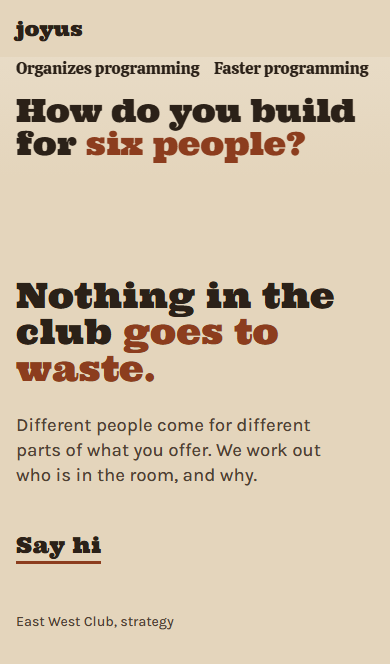 joyus
Organizes programming Faster programming
How do you build
for six people?
Nothing in the
club goes to
waste.
Different people come for different
parts of what you offer. We work out
who is in the room, and why.
Say hi
East West Club, strategy